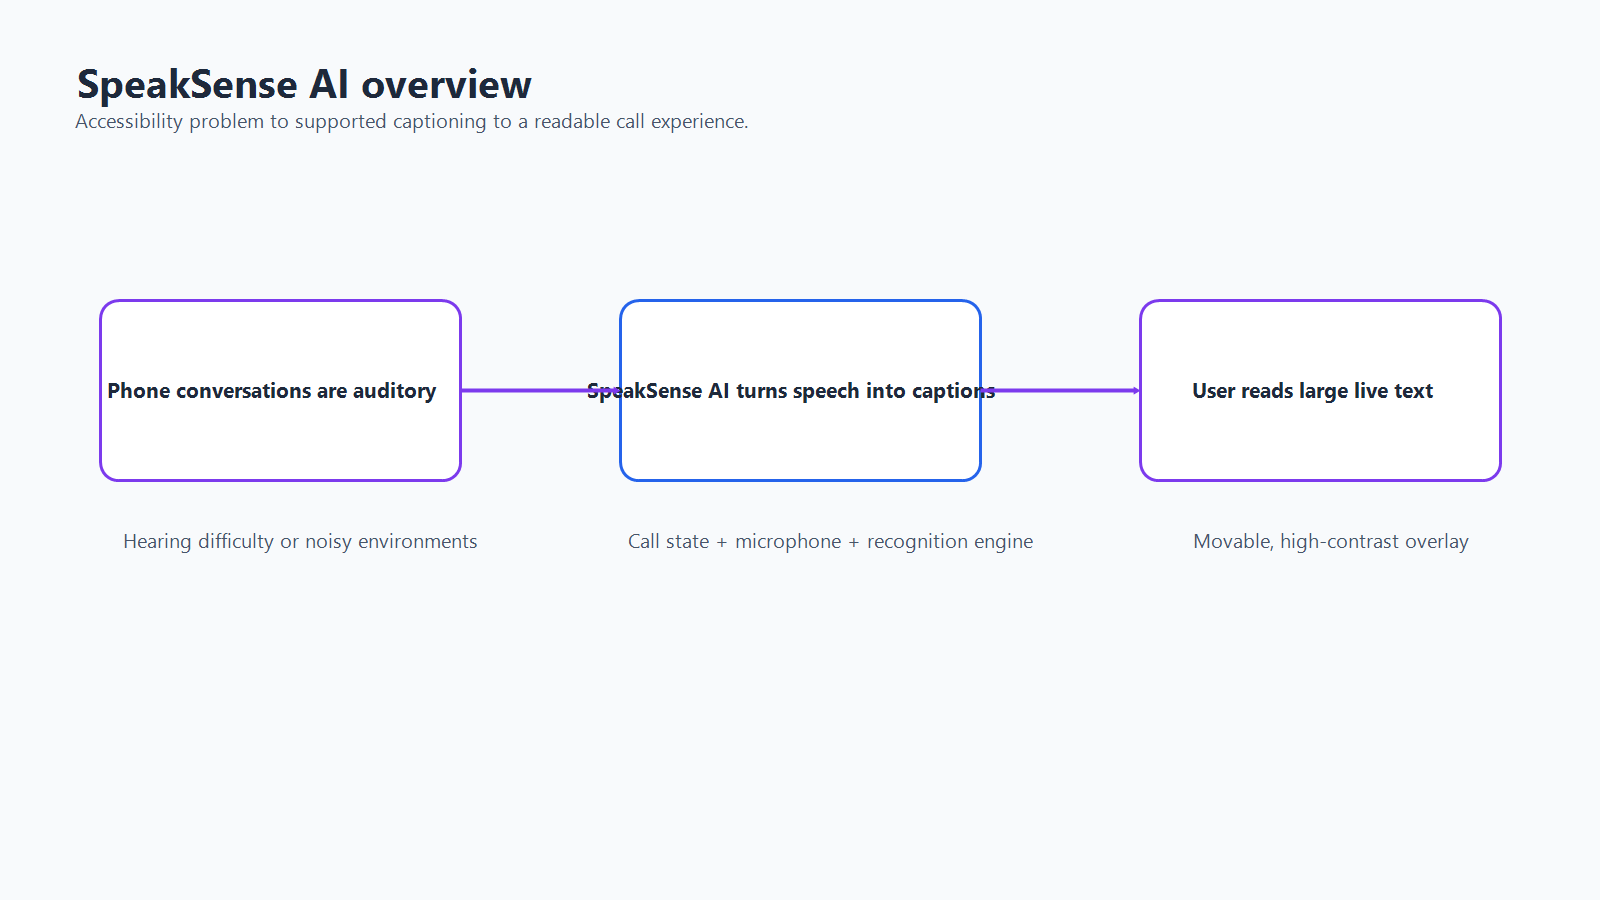 SpeakSense AI overview
Accessibility problem to supported captioning to a readable call experience.
Phone conversations are auditory
SpeakSense AI turns speech into captions
User reads large live text
Hearing difficulty or noisy environments
Call state + microphone + recognition engine
Movable, high-contrast overlay